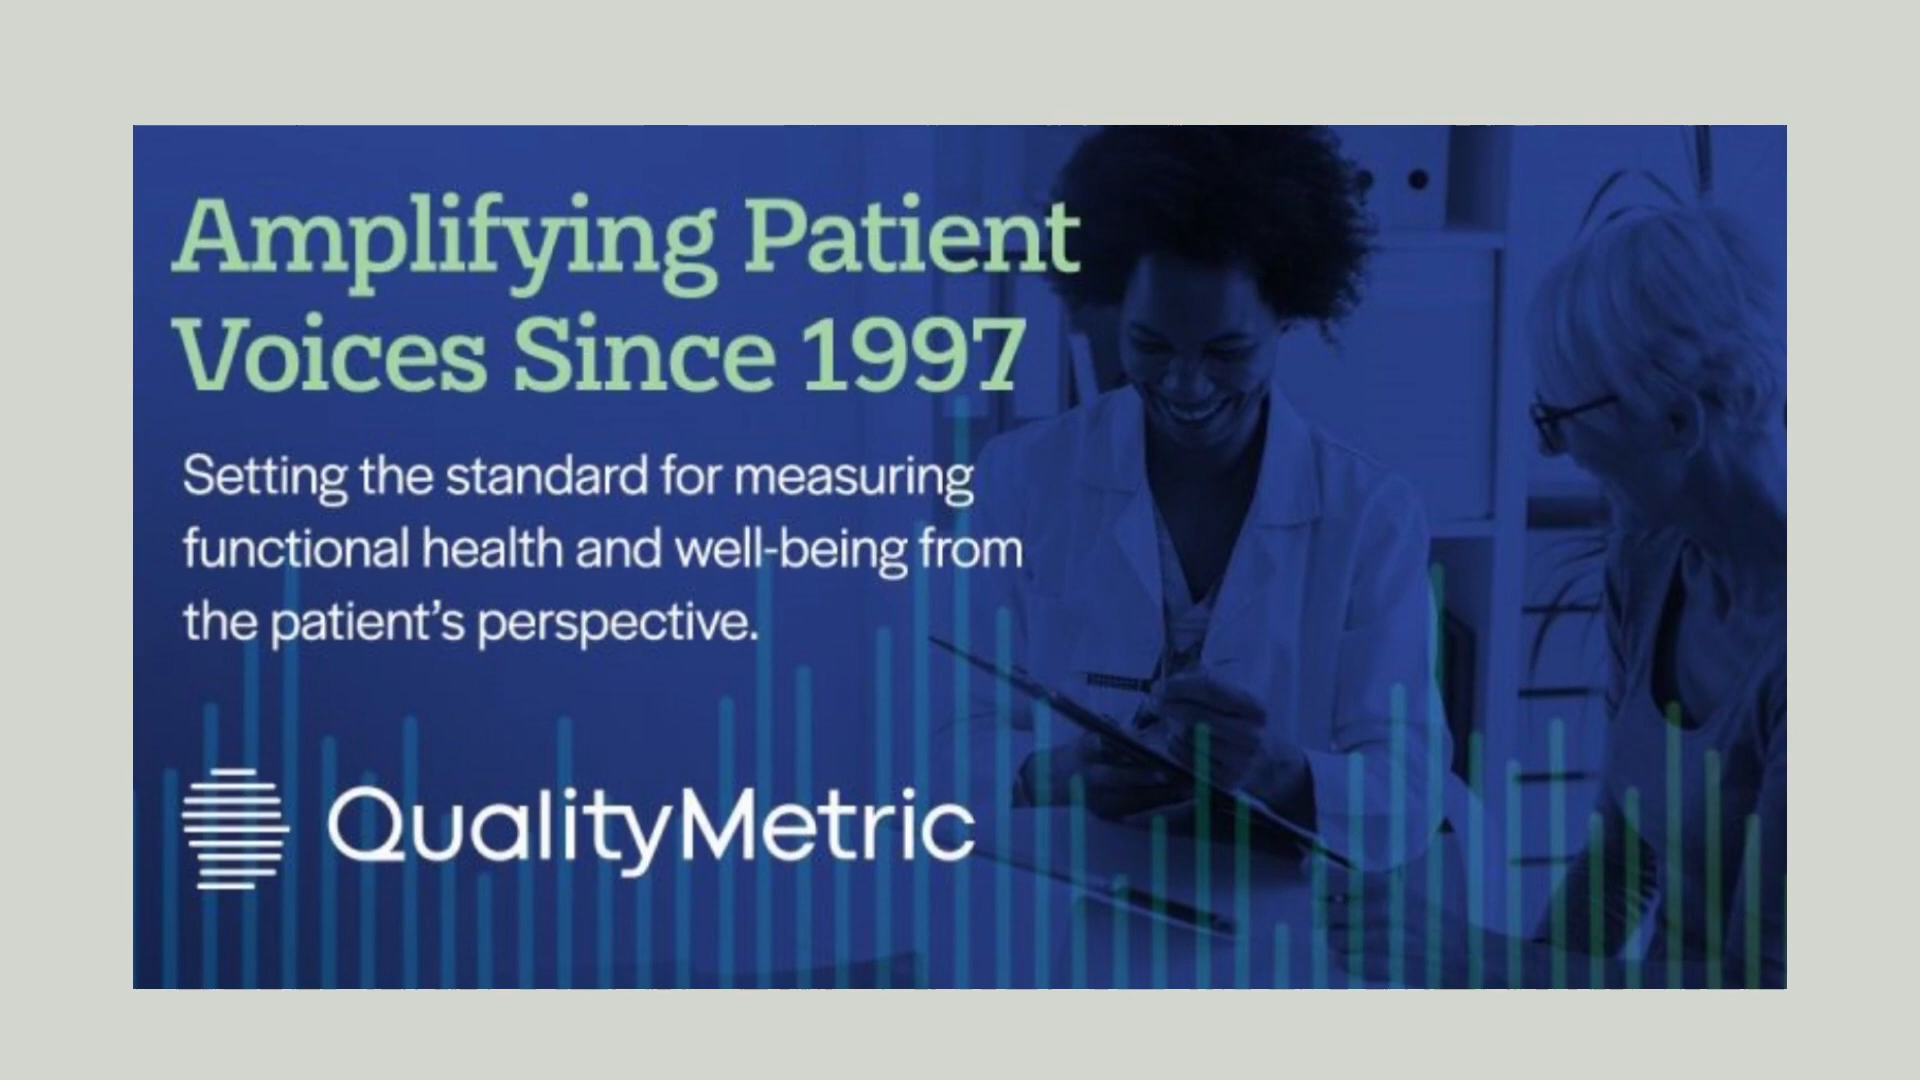 Amplifying Patient
Voices Since 1997
Setting the standard for measuring
functional health and well-being from
the patient’s perspective.
QualityMetric